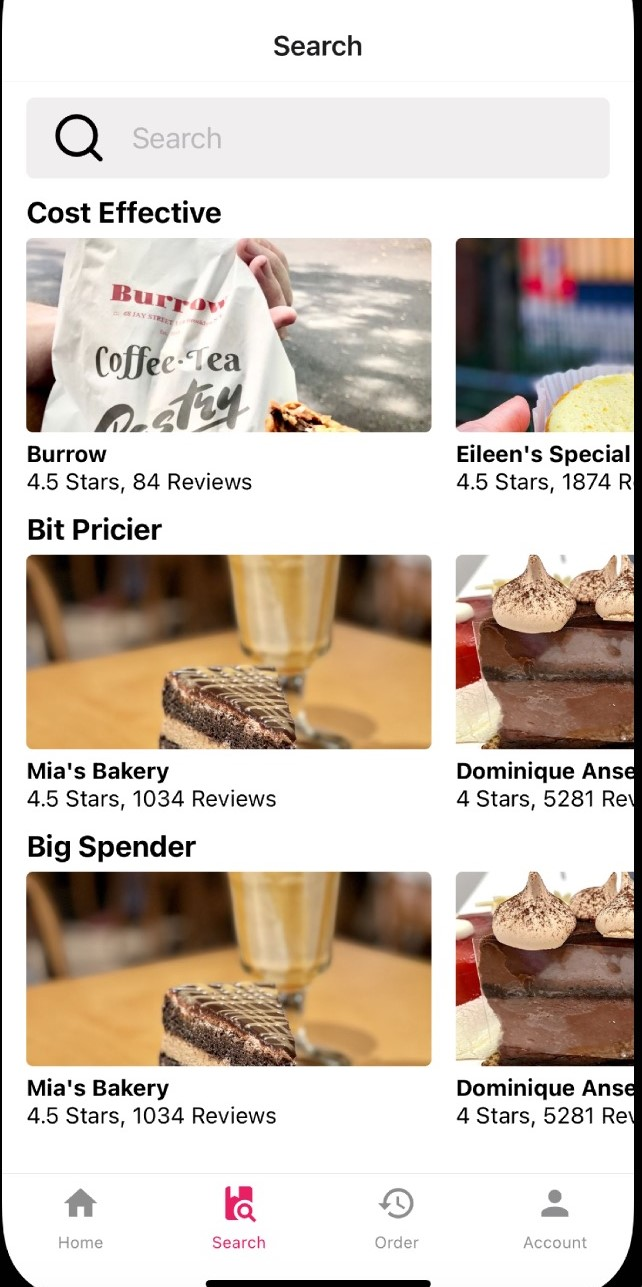 Search
Search
Cost Effective
Burrow
Coffee·Tea
Pastry
Burrow
4.5 Stars, 84 Reviews
Eileen's Special
4.5 Stars, 1874 R
Bit Pricier
Mia's Bakery
4.5 Stars, 1034 Reviews
Dominique Anse
4 Stars, 5281 Rev
Big Spender
Mia's Bakery
4.5 Stars, 1034 Reviews
Dominique Anse
4 Stars, 5281 Rev
Home
Search
Order
Account